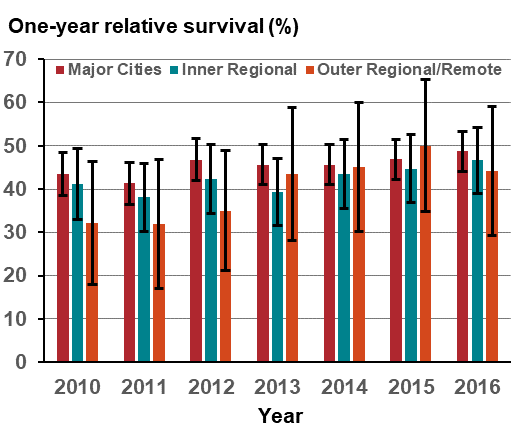 One-year relative survival (%)
70
Major Cities Inner Regional Outer Regional/Remote
60
50
40
30
20
10
0
2010 2011 2012 2013 2014 2015 2016
Year